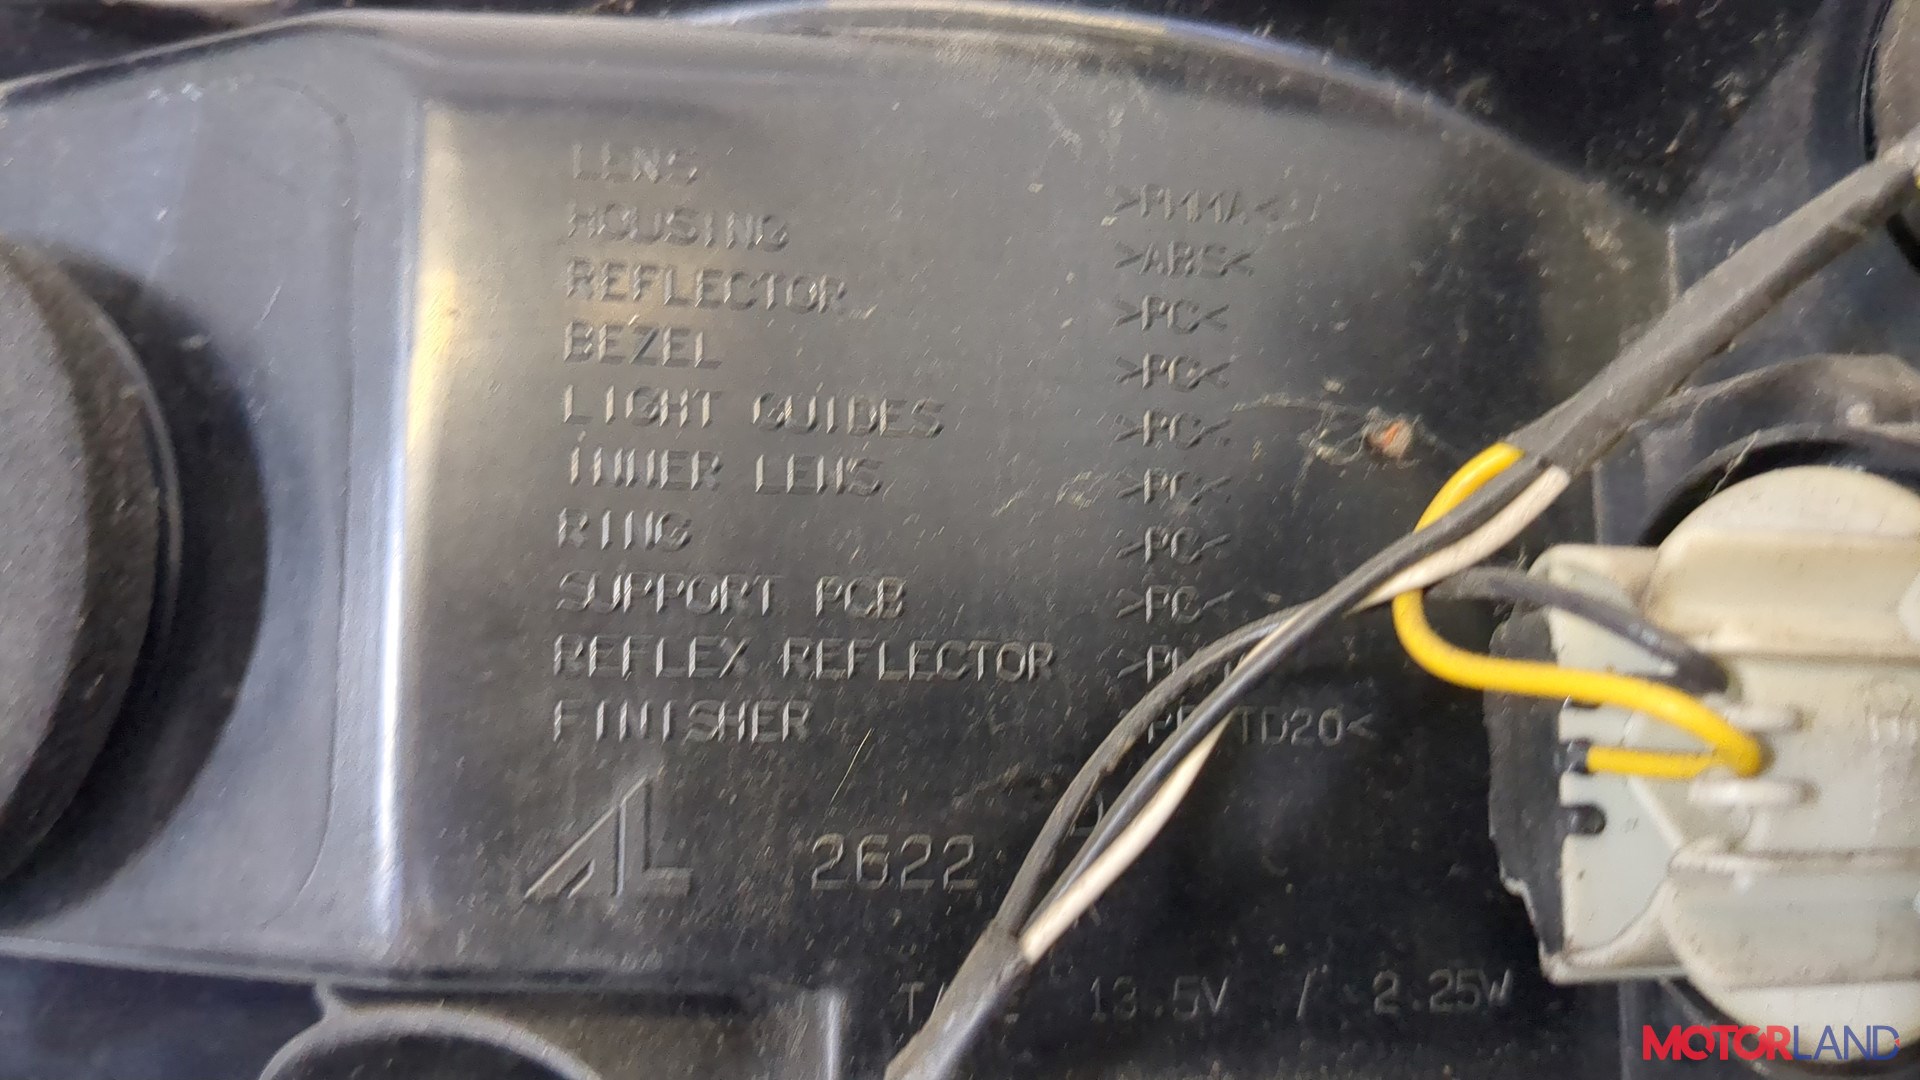 LENS >PMMA<
HOUSING >ABS<
REFLECTOR >PC<
BEZEL >PC<
LIGHT GUIDES >PC<
INNER LENS >PC<
RING >PC<
SUPPORT PCB >PC<
REFLEX REFLECTOR
FINISHER TD20<
AL 2622
13.5V / 2.25W
MOTORLAND